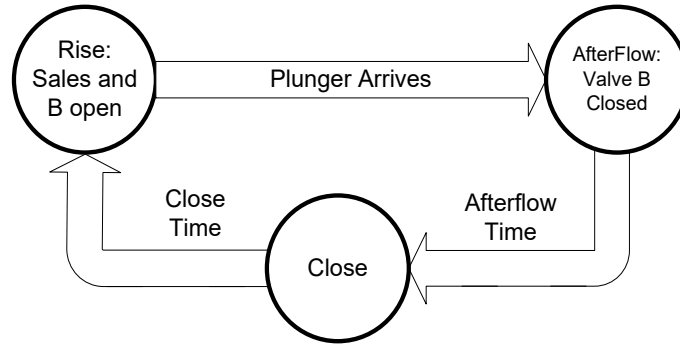 Rise:
Sales and
B open
Plunger Arrives
AfterFlow:
Valve B
Closed
Close
Time
Afterflow
Time
Close